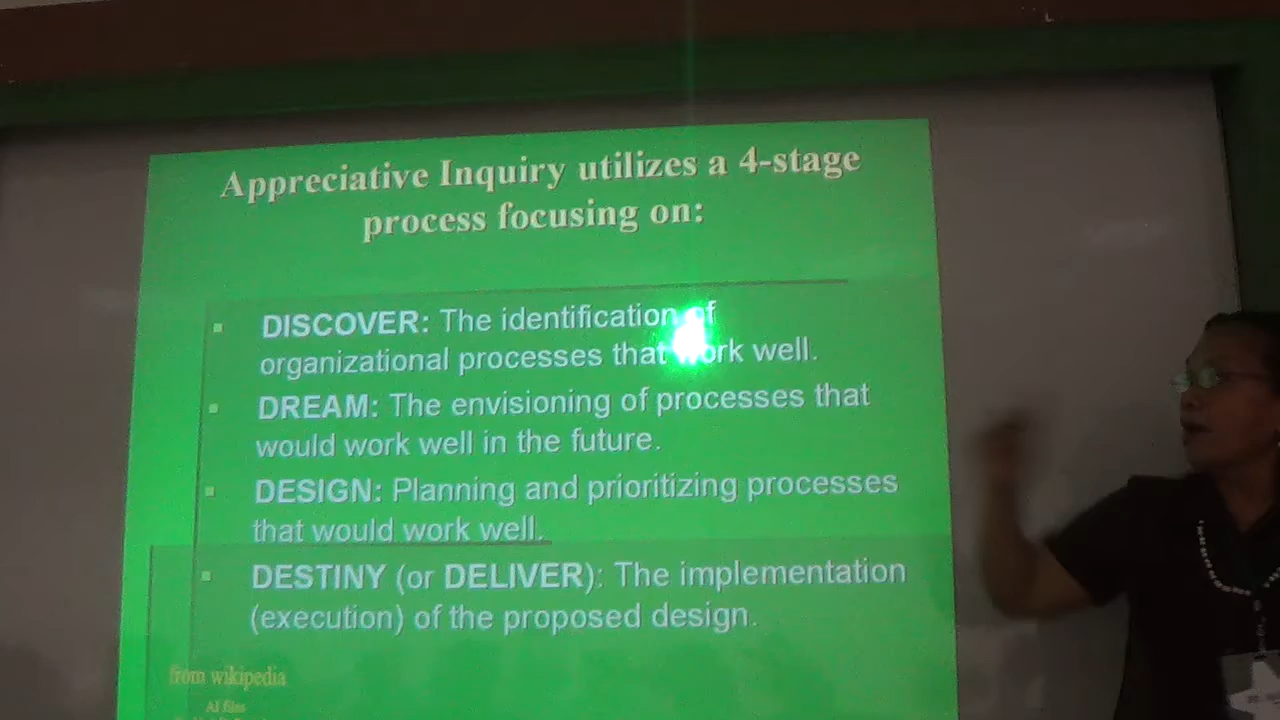 Appreciative Inquiry utilizes a 4-stage
process focusing on:
DISCOVER: The identification of
organizational processes that work well.
DREAM: The envisioning of processes that
would work well in the future.
DESIGN: Planning and prioritizing processes
that would work well.
DESTINY (or DELIVER): The implementation
(execution) of the proposed design.
from wikipedia
AI files